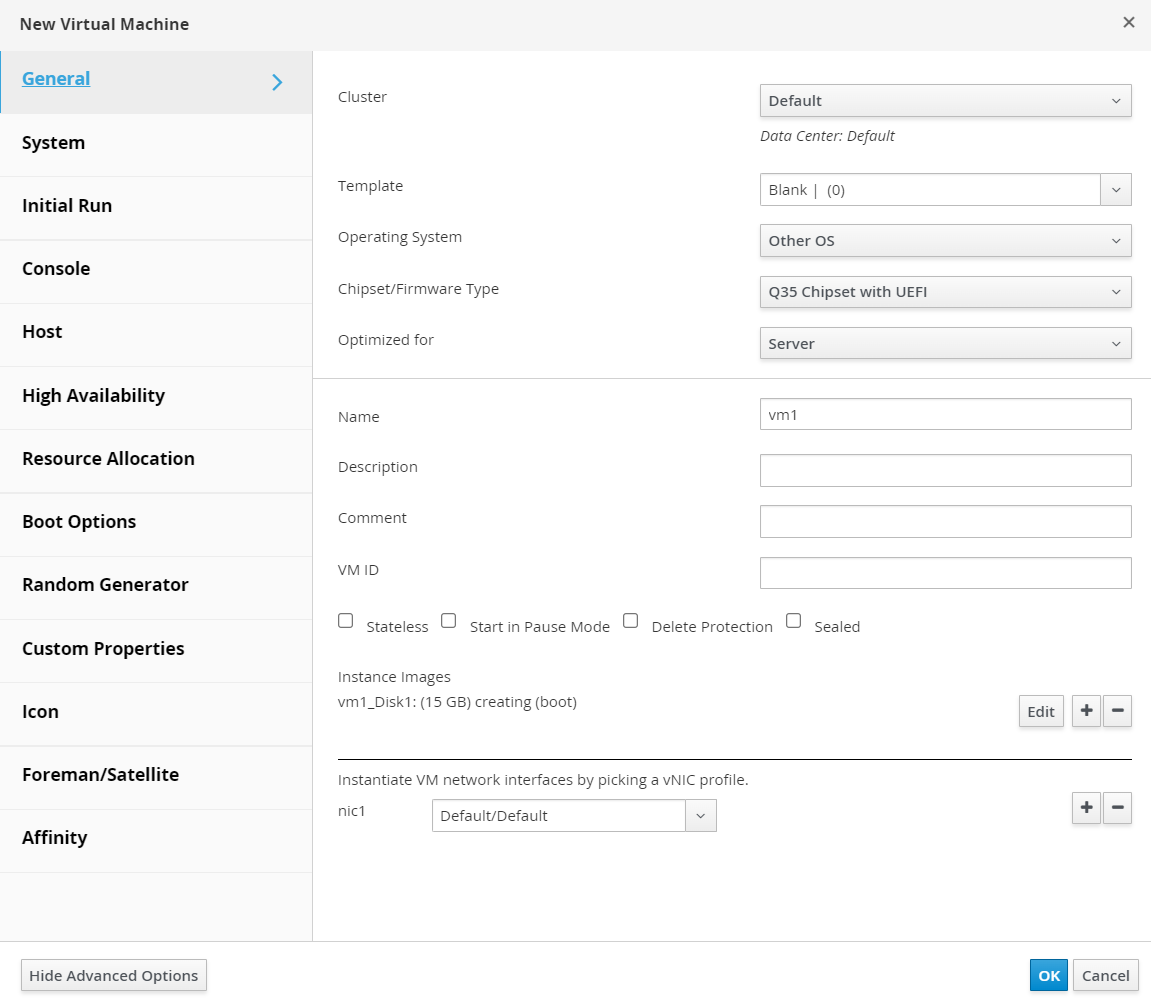 New Virtual Machine
General
System
Initial Run
Console
Host
High Availability
Resource Allocation
Boot Options
Random Generator
Custom Properties
Icon
Foreman/Satellite
Affinity
Cluster
Default
Data Center: Default
Template
Blank | (0)
Operating System
Other OS
Chipset/Firmware Type
Q35 Chipset with UEFI
Optimized for
Server
Name
vm1
Description
Comment
VM ID
Stateless Start in Pause Mode Delete Protection Sealed
Instance Images
vm1_Disk1: (15 GB) creating (boot)
Edit
Instantiate VM network interfaces by picking a vNIC profile.
nic1 Default/Default
Hide Advanced Options
OK Cancel